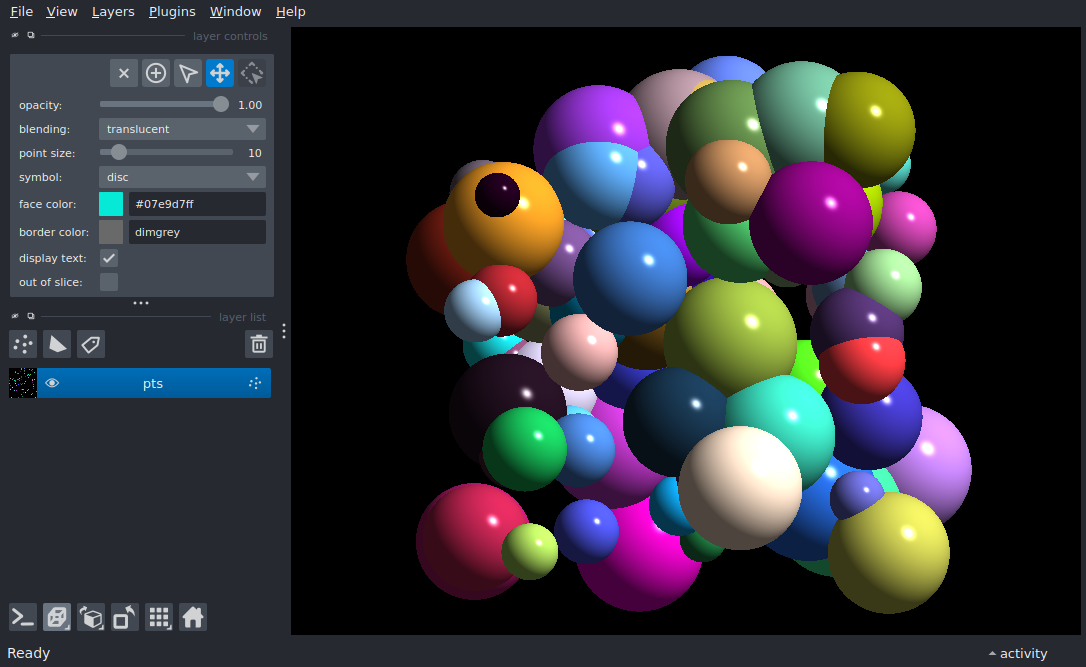 File View Layers Plugins Window Help
layer controls
opacity: 1.00
blending: translucent
point size: 10
symbol: disc
face color: #07e9d7ff
border color: dimgrey
display text:
out of slice:
layer list
pts
Ready activity